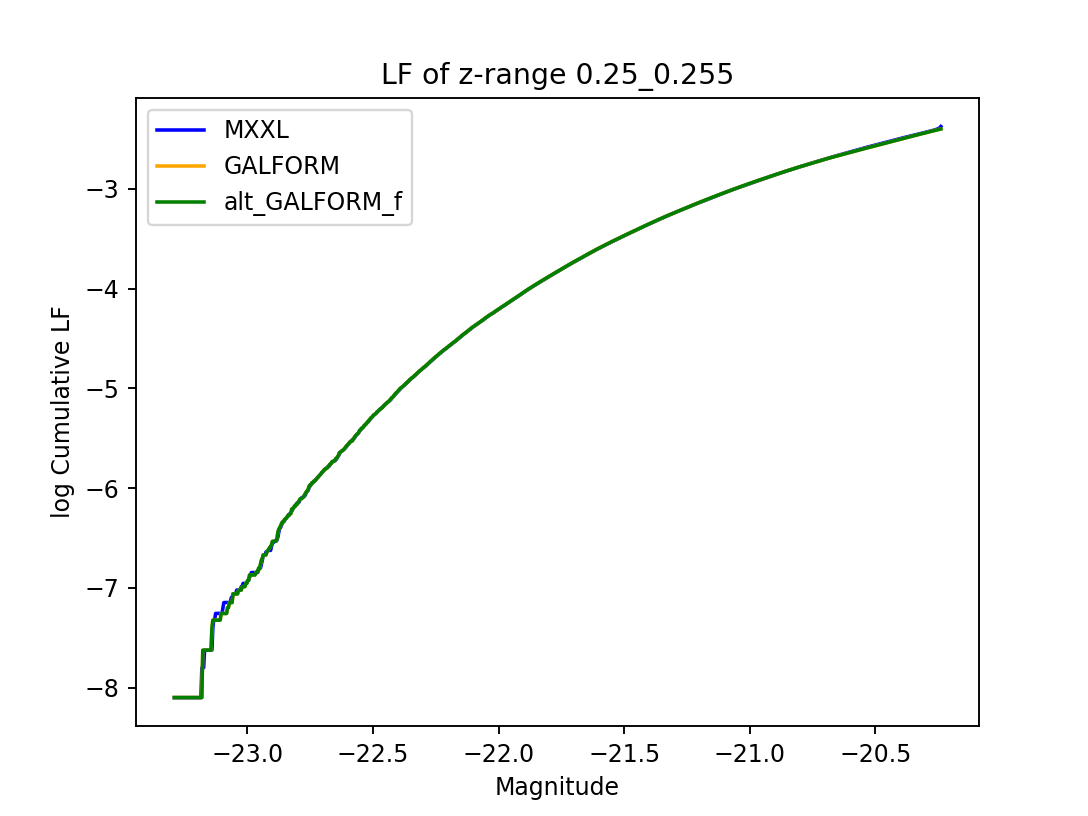 LF of z-range 0.25_0.255
MXXL
GALFORM
alt_GALFORM_f
log Cumulative LF
−3
−4
−5
−6
−7
−8
−23.0 −22.5 −22.0 −21.5 −21.0 −20.5
Magnitude